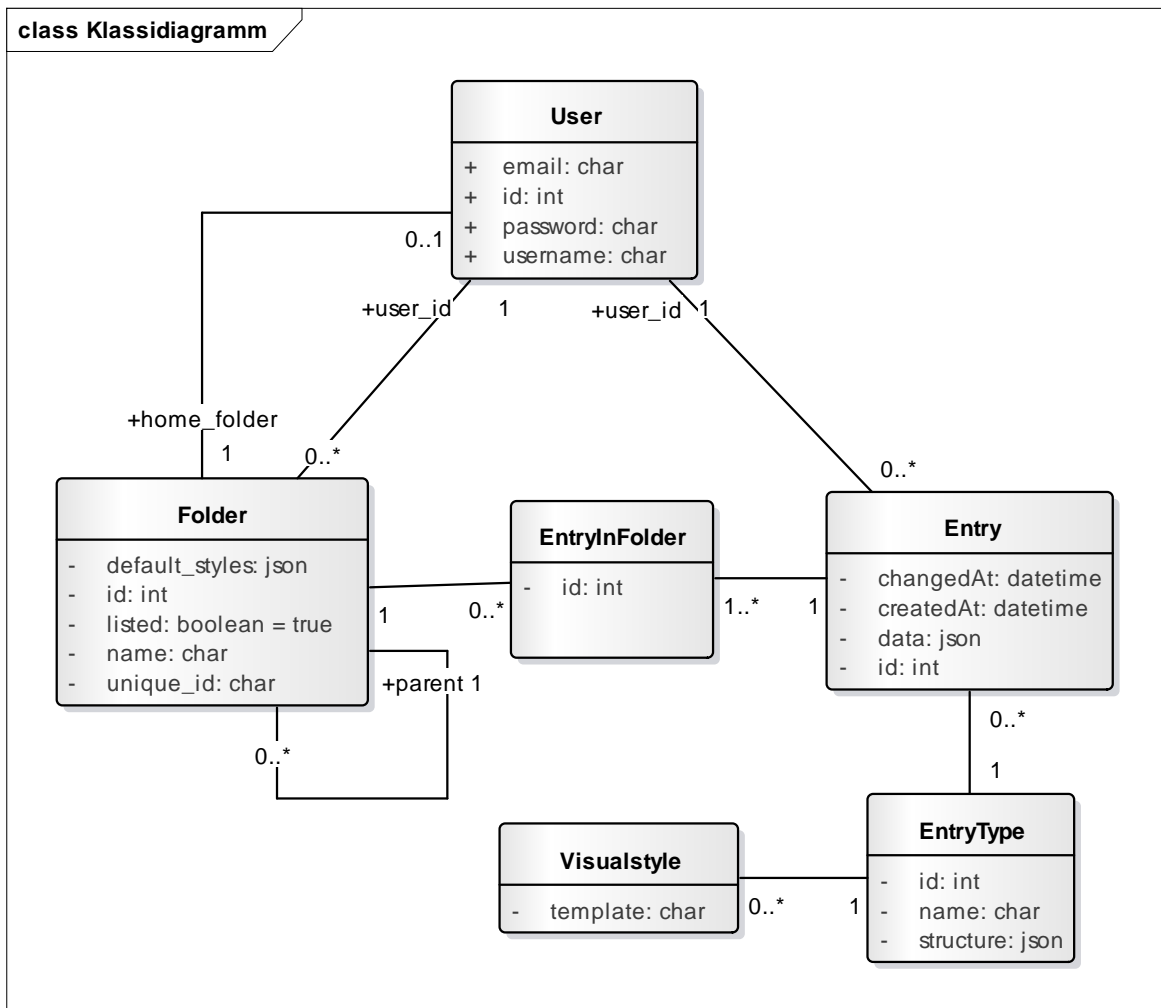 class Klassidiagramm
User
+ email: char
+ id: int
+ password: char
+ username: char
0..1
+user_id 1
+user_id 1
+home_folder
1
0..*
0..*
Folder
- default_styles: json
- id: int
- listed: boolean = true
- name: char
- unique_id: char
EntryInFolder
- id: int
Entry
- changedAt: datetime
- createdAt: datetime
- data: json
- id: int
1
0..*
1..*
1
+parent 1
0..*
0..*
1
Visualstyle
- template: char
EntryType
- id: int
- name: char
- structure: json
0..*
1